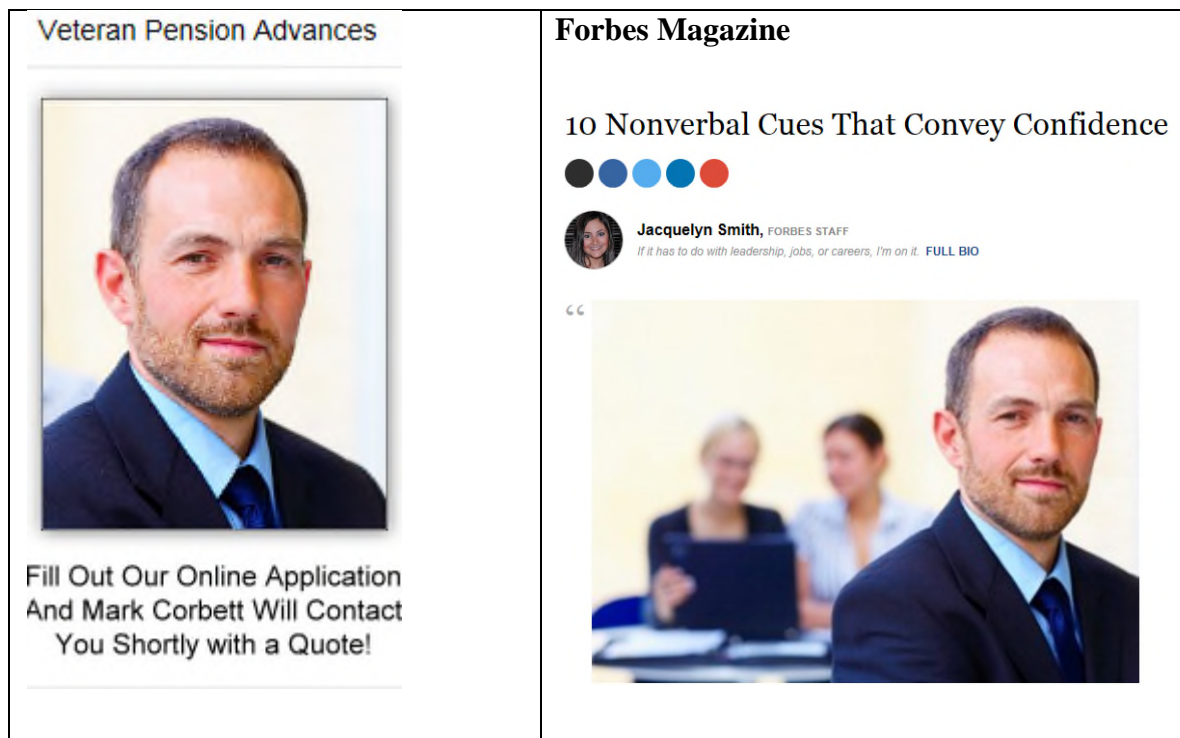 Veteran Pension Advances
Fill Out Our Online Application
And Mark Corbett Will Contact
You Shortly with a Quote!
Forbes Magazine
10 Nonverbal Cues That Convey Confidence
Jacquelyn Smith, FORBES STAFF
If it has to do with leadership, jobs, or careers, I'm on it. FULL BIO
“